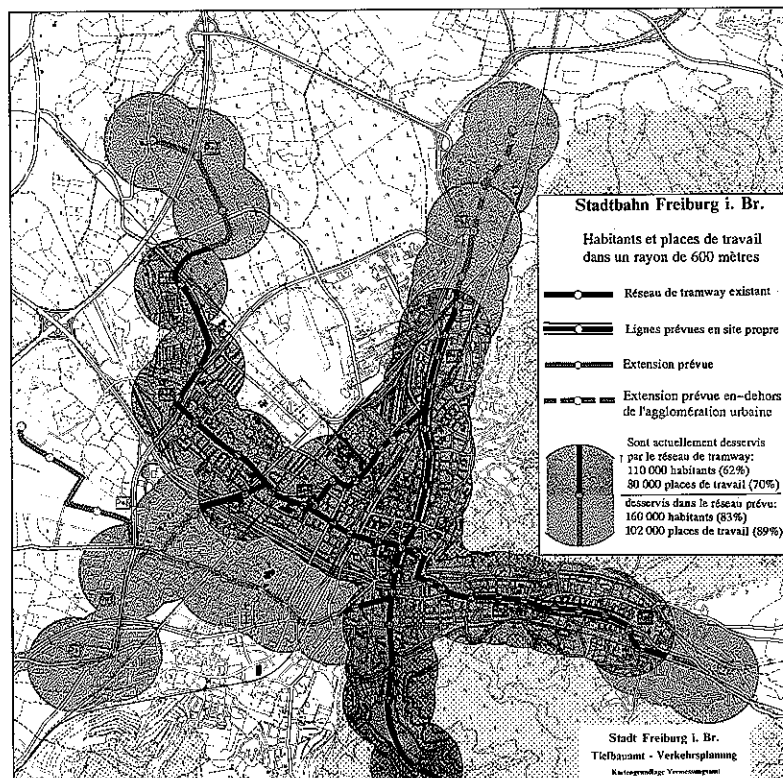 Stadtbahn Freiburg i. Br.
Habitants et places de travail
dans un rayon de 600 mètres
Réseau de tramway existant
Lignes prévues en site propre
Extension prévue
Extension prévue en-dehors
de l'agglomération urbaine
Sont actuellement desservis
par le réseau de tramway:
110 000 habitants (62%)
80 000 places de travail (70%)
desservis dans le réseau prévu:
160 000 habitants (83%)
102 000 places de travail (89%)
Stadt Freiburg i. Br.
Tiefbauamt - Verkehrsplanung
Kartengrundlage Vermessungsamt